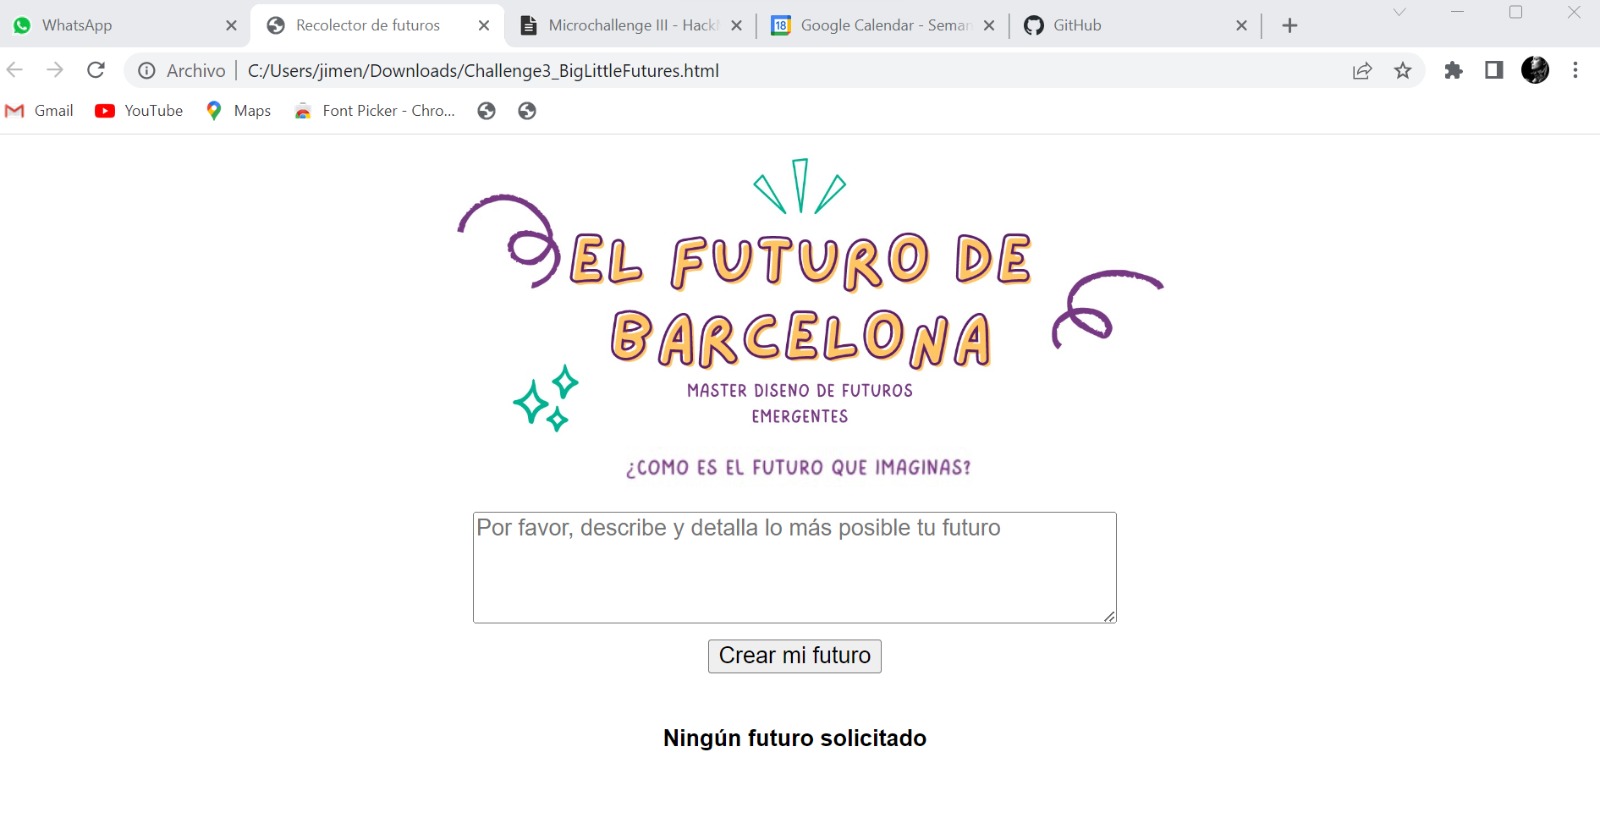 WhatsApp
Recolector de futuros
Microchallenge III - Hack
Google Calendar - Seman
GitHub
Archivo
C:/Users/jimen/Downloads/Challenge3_BigLittleFutures.html
Gmail
YouTube
Maps
Font Picker - Chro...
18
EL FUTURO DE
BARCELONA
MASTER DISENO DE FUTUROS
EMERGENTES
¿COMO ES EL FUTURO QUE IMAGINAS?
Por favor, describe y detalla lo más posible tu futuro
Crear mi futuro
Ningún futuro solicitado